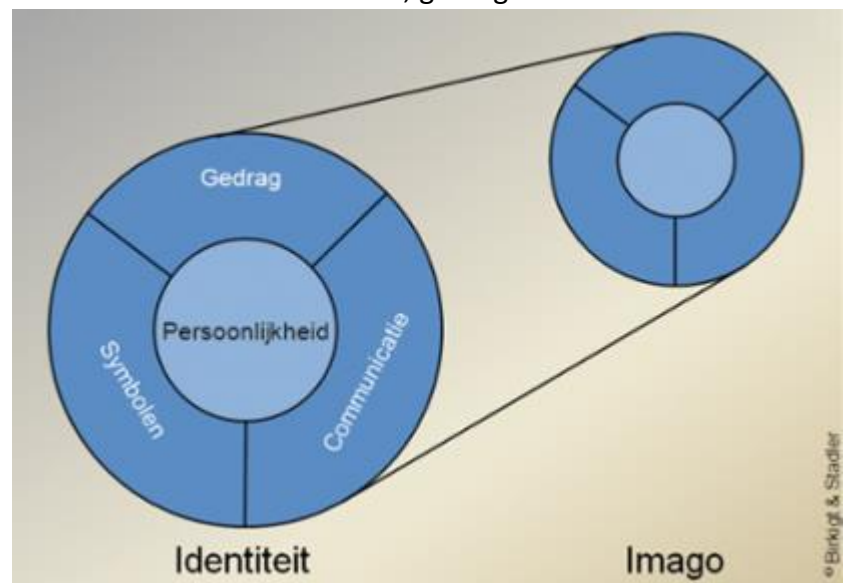 Gedrag
Persoonlijkheid
Symbolen
Communicatie
Identiteit
Imago
© Birkigt & Stadler